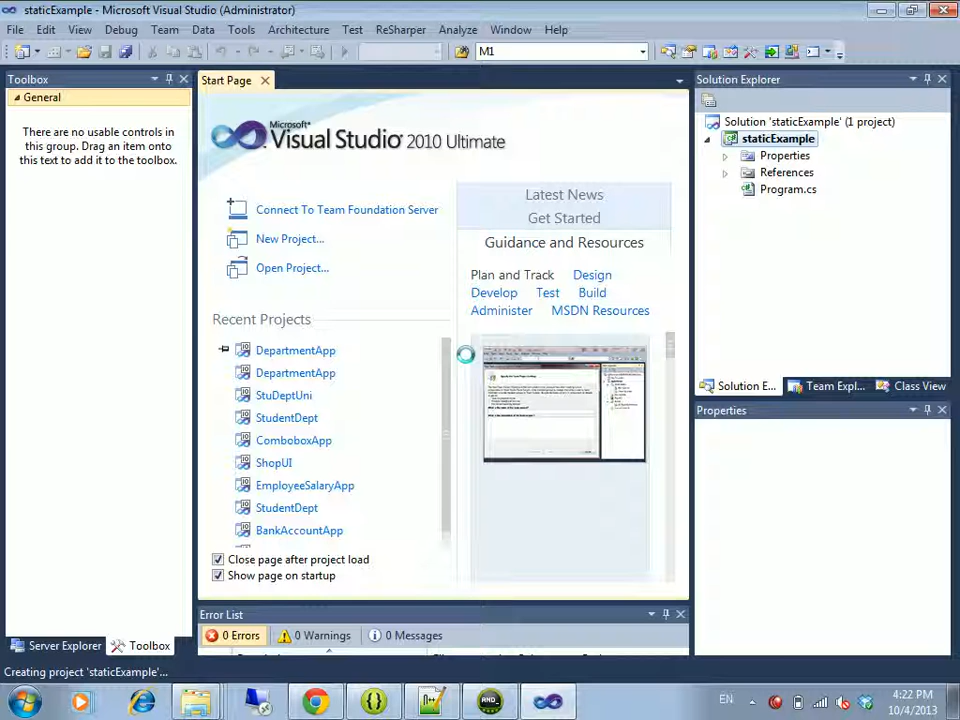 staticExample - Microsoft Visual Studio (Administrator)
File Edit View Debug Team Data Tools Architecture Test ReSharper Analyze Window Help
M1
Toolbox
General
There are no usable controls in
this group. Drag an item onto
this text to add it to the toolbox.
Server Explorer Toolbox
Start Page
Microsoft®
Visual Studio® 2010 Ultimate
Connect To Team Foundation Server
New Project...
Open Project...
Recent Projects
DepartmentApp
DepartmentApp
StuDeptUni
StudentDept
ComboboxApp
ShopUI
EmployeeSalaryApp
StudentDept
BankAccountApp
Close page after project load
Show page on startup
Latest News
Get Started
Guidance and Resources
Plan and Track Design
Develop Test Build
Administer MSDN Resources
Error List
0 Errors 0 Warnings 0 Messages
Solution Explorer
Solution 'staticExample' (1 project)
staticExample
Properties
References
Program.cs
Solution E... Team Expl... Class View
Properties
Creating project 'staticExample'...
EN
4:22 PM
10/4/2013